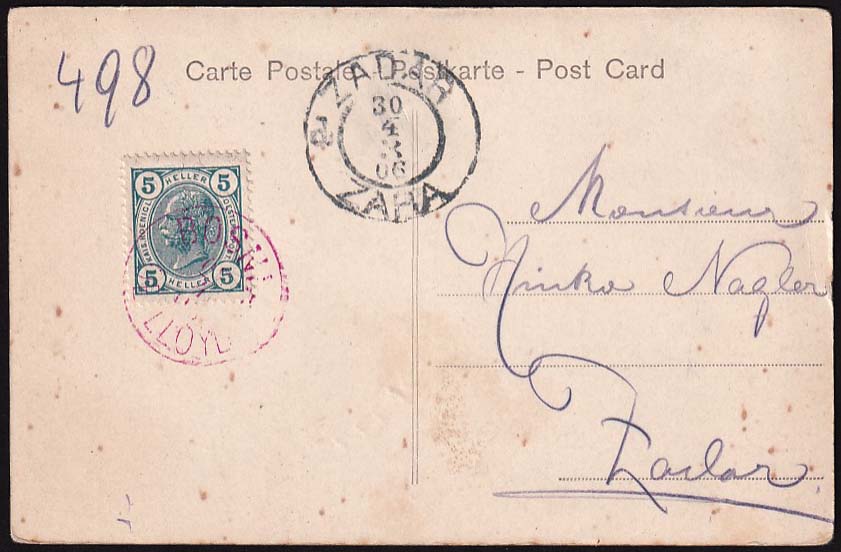 498
Carte Postale - Postkarte - Post Card
ZADAR
30
4
06
ZARA
5 HELLER 5
5 HELLER 5
LLOYD
Monsieur
Vinko Nagler
Zadar